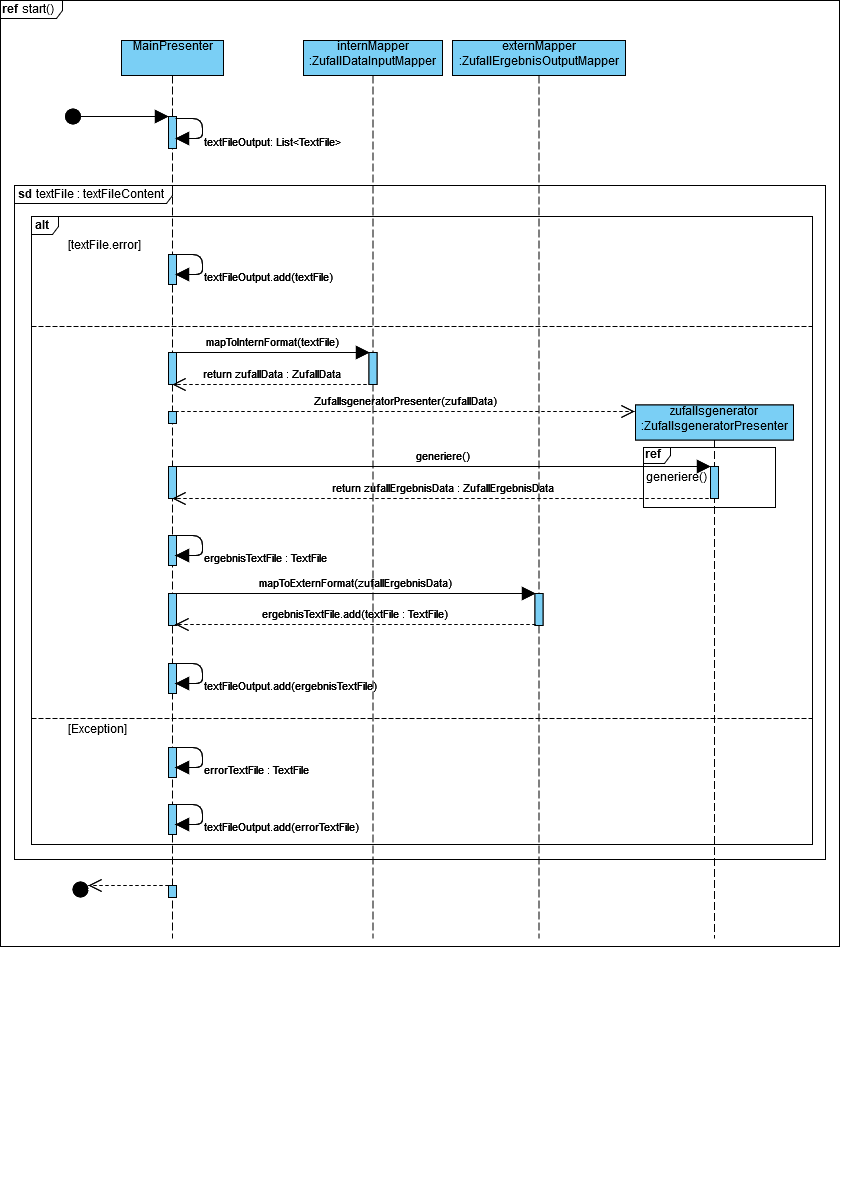 ref start()
MainPresenter
internMapper
:ZufallDataInputMapper
externMapper
:ZufallErgebnisOutputMapper
textFileOutput: List<TextFile>
sd textFile : textFileContent
alt
[textFile.error]
textFileOutput.add(textFile)
mapToInternFormat(textFile)
return zufallData : ZufallData
ZufallsgeneratorPresenter(zufallData)
zufallsgenerator
:ZufallsgeneratorPresenter
generiere()
ref
generiere()
return zufallErgebnisData : ZufallErgebnisData
ergebnisTextFile : TextFile
mapToExternFormat(zufallErgebnisData)
ergebnisTextFile.add(textFile : TextFile)
textFileOutput.add(ergebnisTextFile)
[Exception]
errorTextFile : TextFile
textFileOutput.add(errorTextFile)